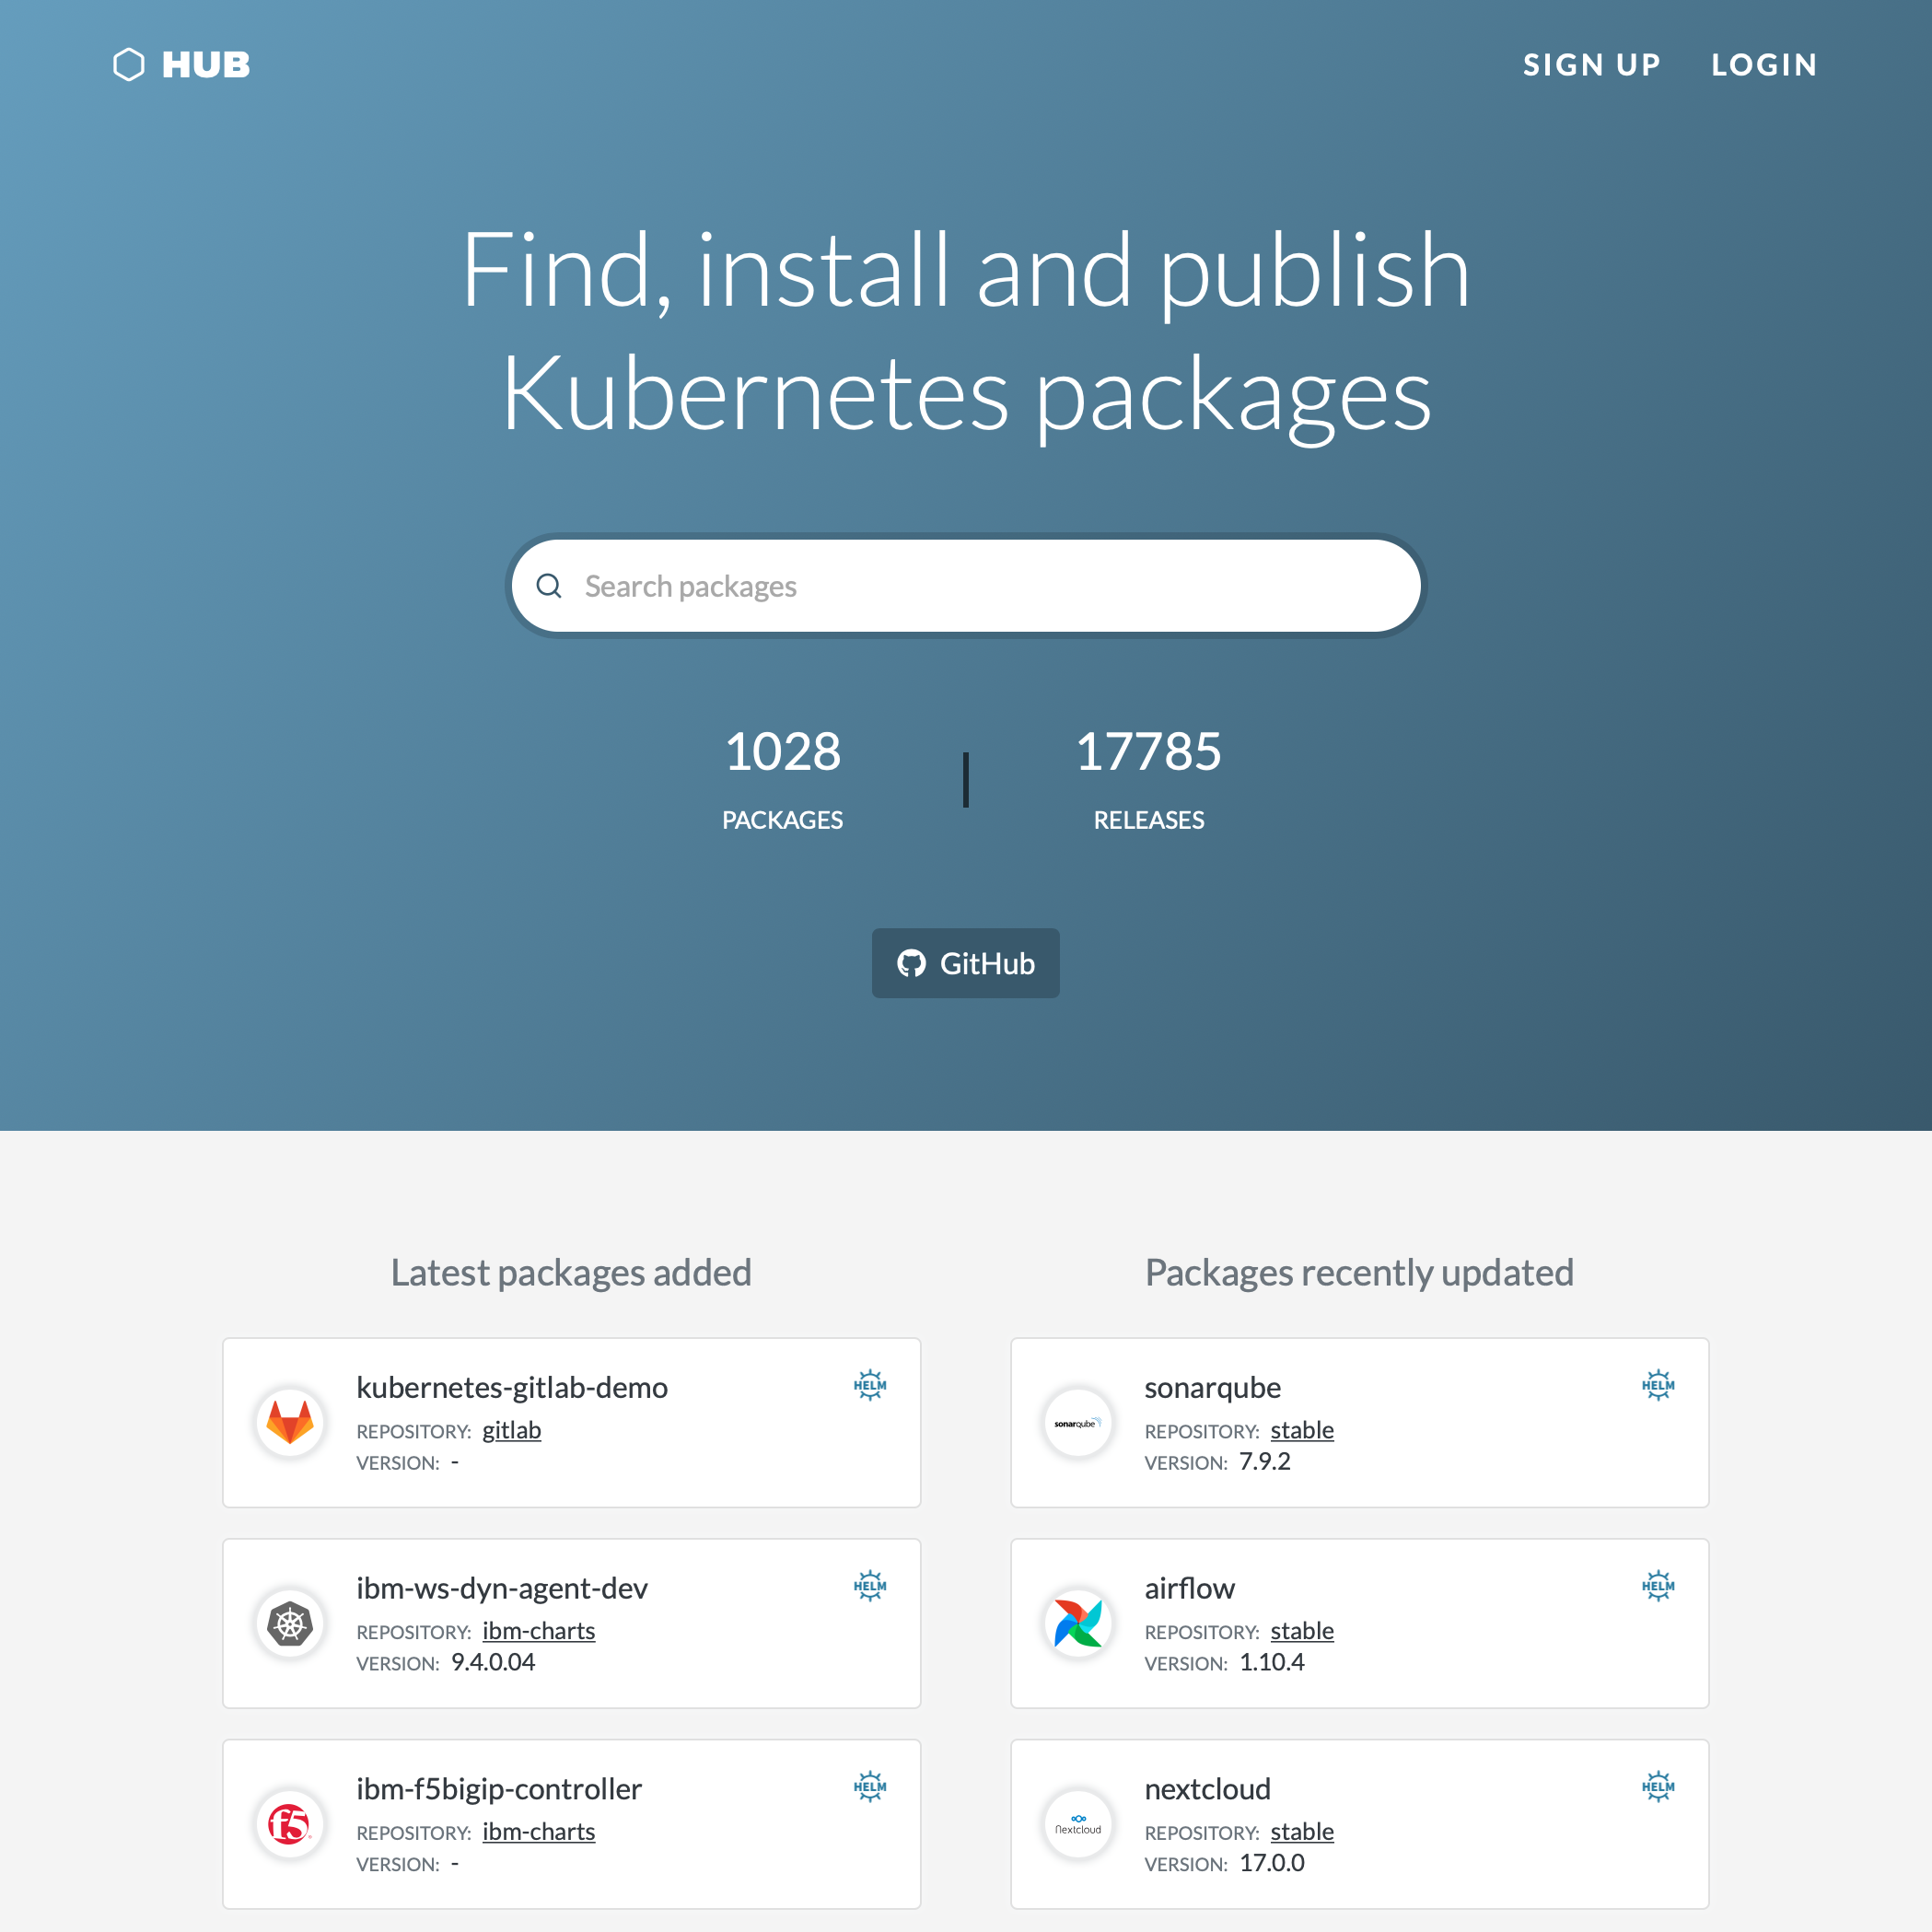 HUB
SIGN UP
LOGIN
Find, install and publish
Kubernetes packages
Search packages
1028
PACKAGES
17785
RELEASES
GitHub
Latest packages added
kubernetes-gitlab-demo
HELM
REPOSITORY: gitlab
VERSION: -
ibm-ws-dyn-agent-dev
HELM
REPOSITORY: ibm-charts
VERSION: 9.4.0.04
f5
ibm-f5bigip-controller
HELM
REPOSITORY: ibm-charts
VERSION: -
Packages recently updated
sonarqube
sonarqube
HELM
REPOSITORY: stable
VERSION: 7.9.2
airflow
HELM
REPOSITORY: stable
VERSION: 1.10.4
Nextcloud
nextcloud
HELM
REPOSITORY: stable
VERSION: 17.0.0